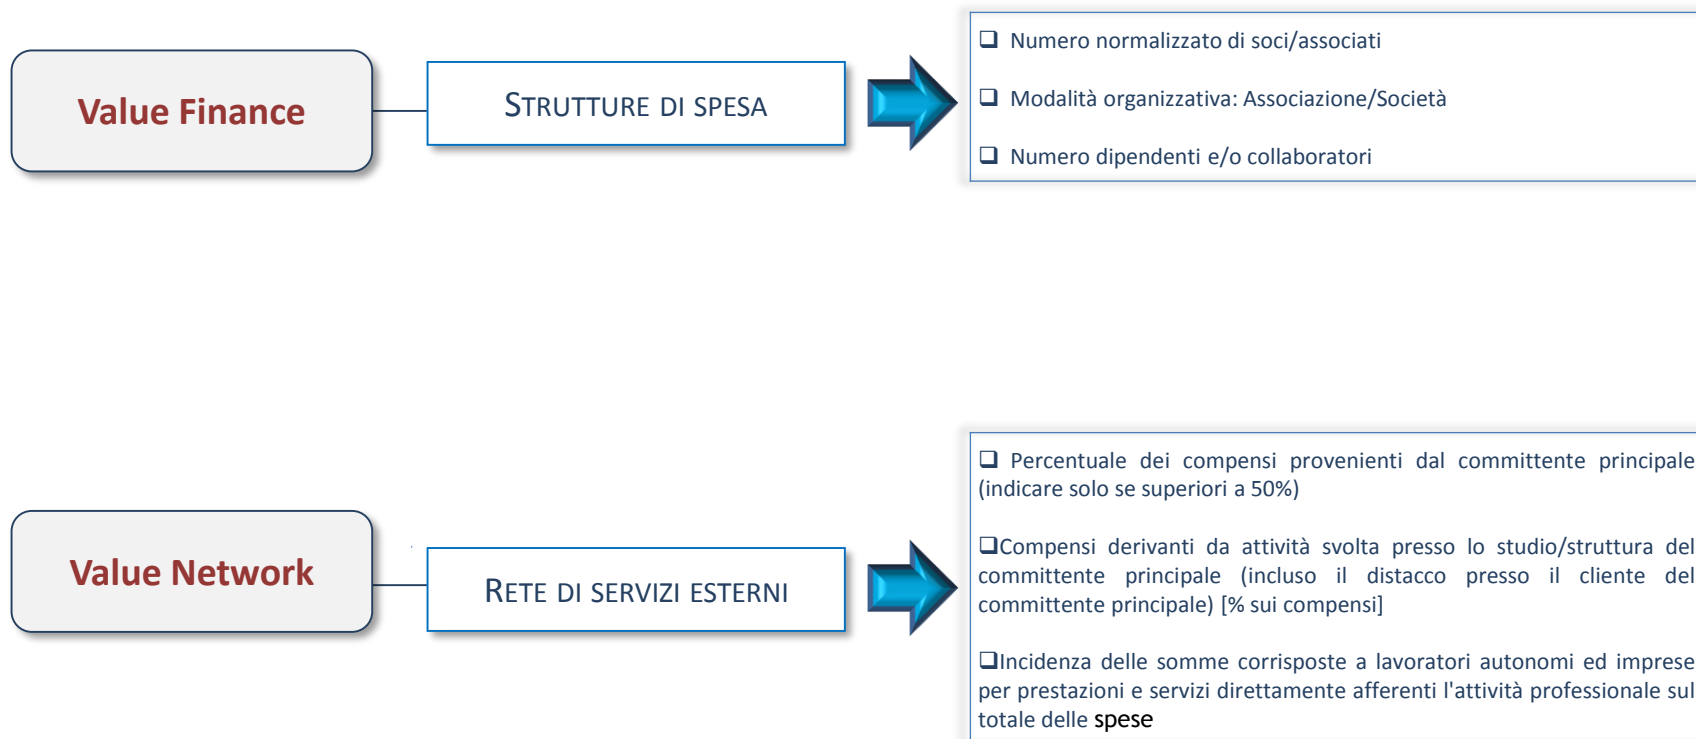 Value Finance
STRUTTURE DI SPESA
❑ Numero normalizzato di soci/associati
❑ Modalità organizzativa: Associazione/Società
❑ Numero dipendenti e/o collaboratori
Value Network
RETE DI SERVIZI ESTERNI
❑ Percentuale dei compensi provenienti dal committente principale
(indicare solo se superiori a 50%)
❑Compensi derivanti da attività svolta presso lo studio/struttura del
committente principale (incluso il distacco presso il cliente del
committente principale) [% sui compensi]
❑Incidenza delle somme corrisposte a lavoratori autonomi ed imprese
per prestazioni e servizi direttamente afferenti l'attività professionale sul
totale delle spese